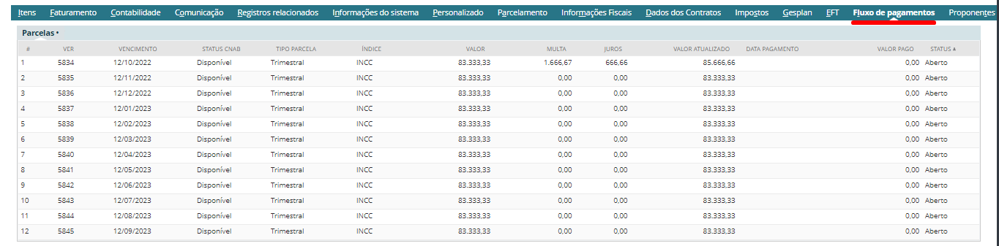 Itens Faturamento Contabilidade Comunicação Registros relacionados Informações do sistema Personalizado Parcelamento Informações Fiscais Dados dos Contratos Impostos Gesplan EFT Fluxo de pagamentos Proponentes
Parcelas •
# VER VENCIMENTO STATUS CNAB TIPO PARCELA ÍNDICE VALOR MULTA JUROS VALOR ATUALIZADO DATA PAGAMENTO VALOR PAGO STATUS ▲
1 5834 12/10/2022 Disponível Trimestral INCC 83.333,33 1.666,67 666,66 85.666,66 0,00 Aberto
2 5835 12/11/2022 Disponível Trimestral INCC 83.333,33 0,00 0,00 83.333,33 0,00 Aberto
3 5836 12/12/2022 Disponível Trimestral INCC 83.333,33 0,00 0,00 83.333,33 0,00 Aberto
4 5837 12/01/2023 Disponível Trimestral INCC 83.333,33 0,00 0,00 83.333,33 0,00 Aberto
5 5838 12/02/2023 Disponível Trimestral INCC 83.333,33 0,00 0,00 83.333,33 0,00 Aberto
6 5839 12/03/2023 Disponível Trimestral INCC 83.333,33 0,00 0,00 83.333,33 0,00 Aberto
7 5840 12/04/2023 Disponível Trimestral INCC 83.333,33 0,00 0,00 83.333,33 0,00 Aberto
8 5841 12/05/2023 Disponível Trimestral INCC 83.333,33 0,00 0,00 83.333,33 0,00 Aberto
9 5842 12/06/2023 Disponível Trimestral INCC 83.333,33 0,00 0,00 83.333,33 0,00 Aberto
10 5843 12/07/2023 Disponível Trimestral INCC 83.333,33 0,00 0,00 83.333,33 0,00 Aberto
11 5844 12/08/2023 Disponível Trimestral INCC 83.333,33 0,00 0,00 83.333,33 0,00 Aberto
12 5845 12/09/2023 Disponível Trimestral INCC 83.333,33 0,00 0,00 83.333,33 0,00 Aberto